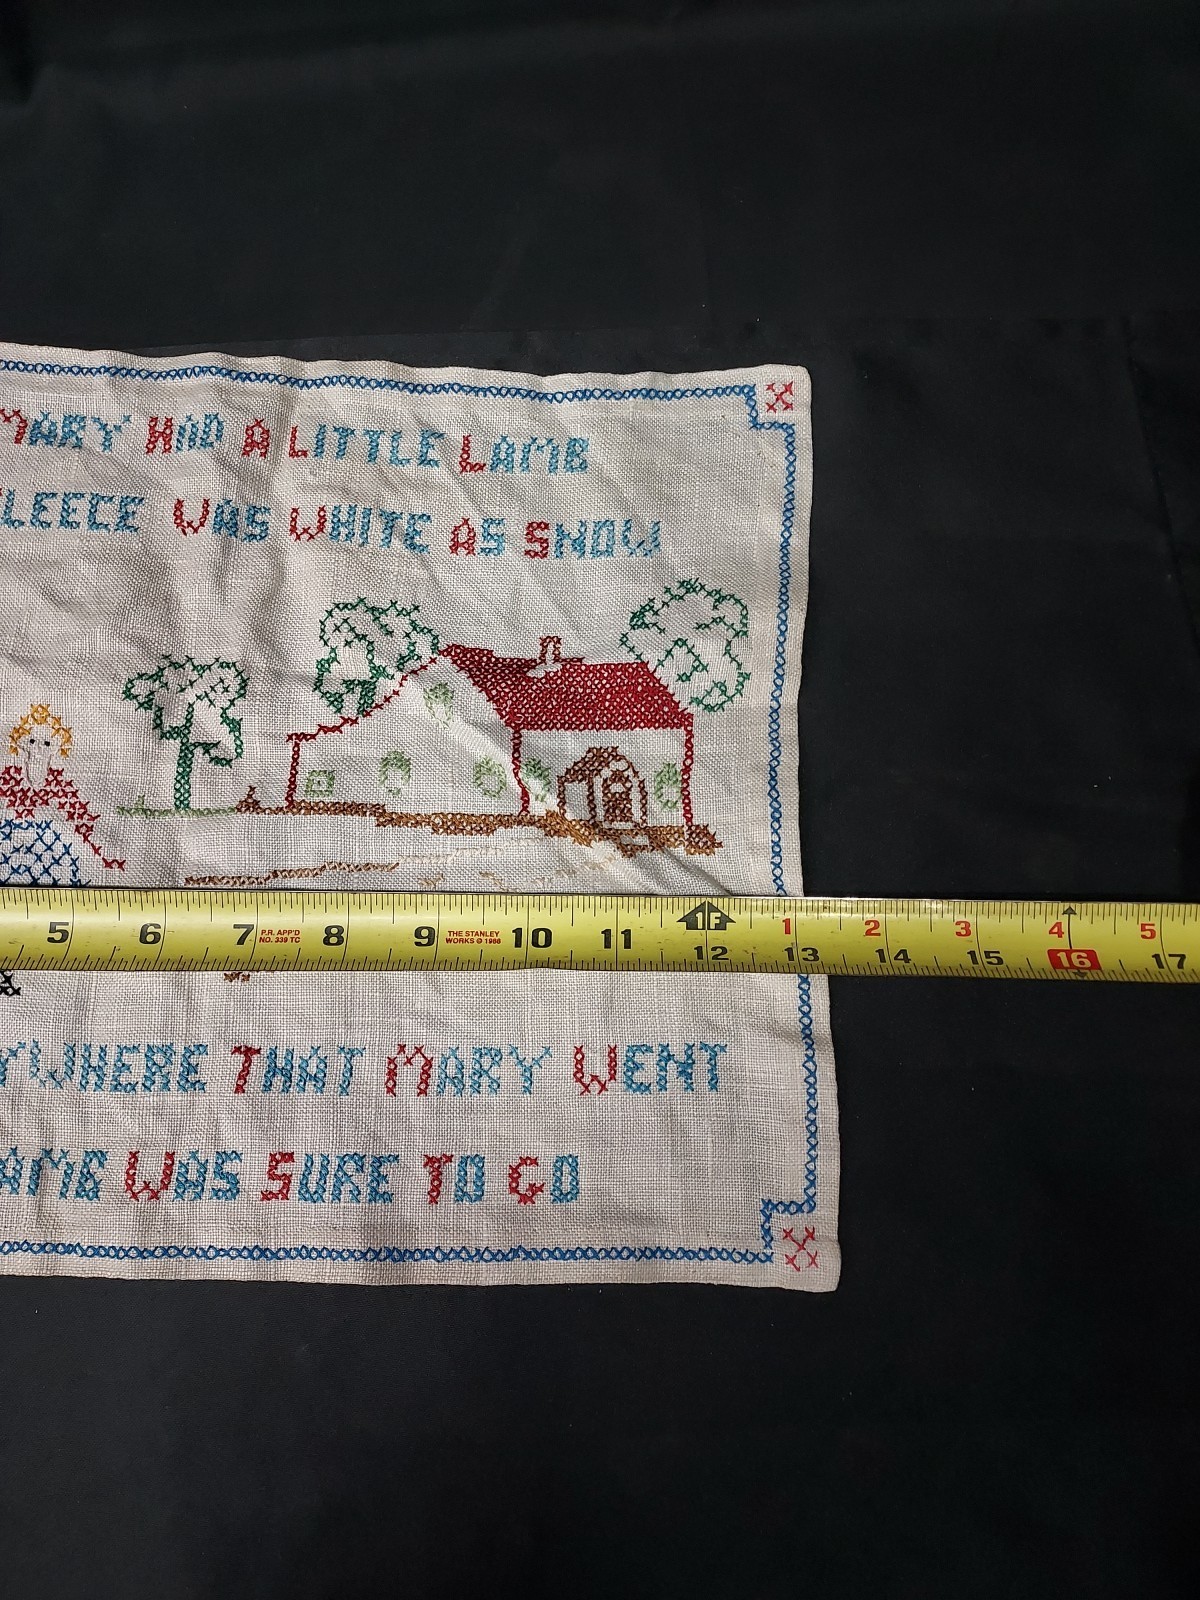 MARY HAD A LITTLE LAMB
FLEECE WAS WHITE AS SNOW
1F 1 2 3 4 5
5 6 7 P.R. APP'D NO. 339 TC 8 9 THE STANLEY WORKS © 1986 10 11 12 13 14 15 16 17
YWHERE THAT MARY WENT
AMB WAS SURE TO GO